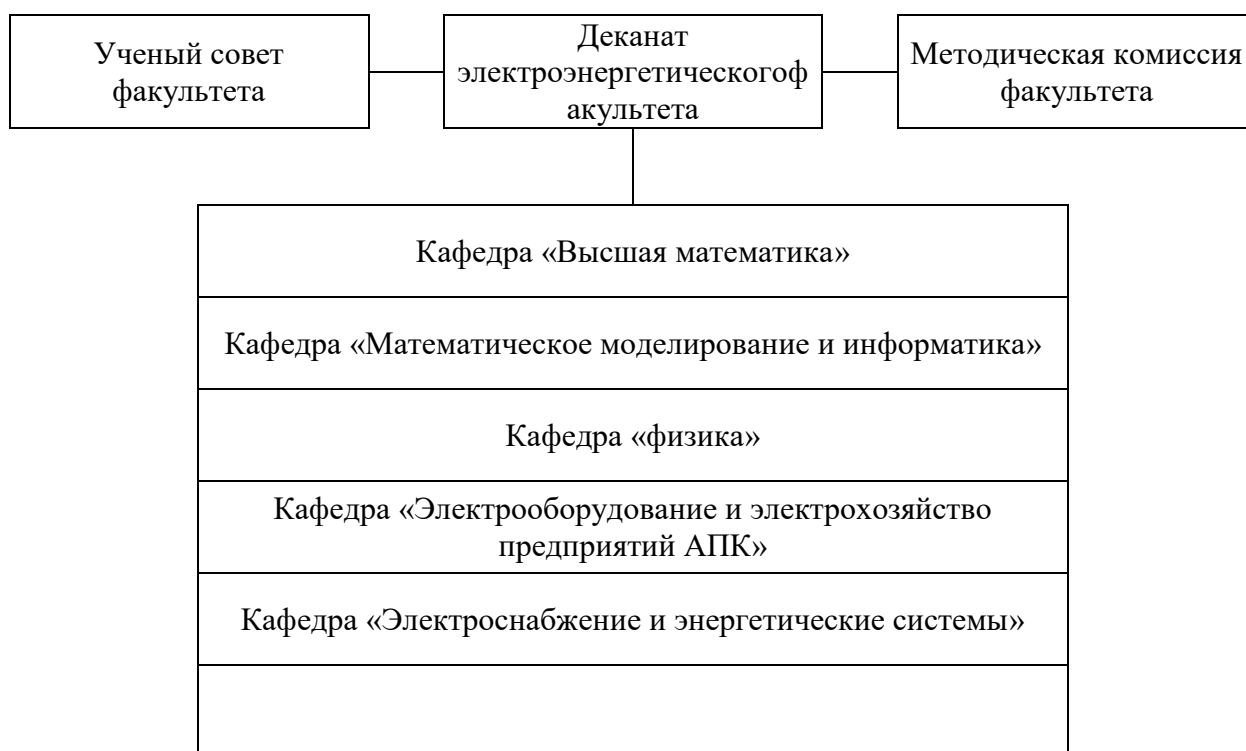 Ученый совет
факультета
Деканат
электроэнергетическогоф
акультета
Методическая комиссия
факультета
Кафедра «Высшая математика»
Кафедра «Математическое моделирование и информатика»
Кафедра «физика»
Кафедра «Электрооборудование и электрохозяйство
предприятий АПК»
Кафедра «Электроснабжение и энергетические системы»